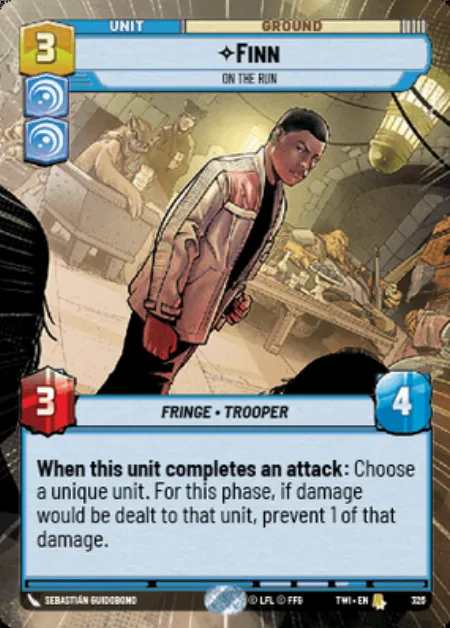 UNIT
GROUND
3
FINN
ON THE RUN
3
FRINGE • TROOPER
4
When this unit completes an attack: Choose
a unique unit. For this phase, if damage
would be dealt to that unit, prevent 1 of that
damage.
SEBASTIÁN GUIDOBONO
© LFL © FFG
TWI • EN